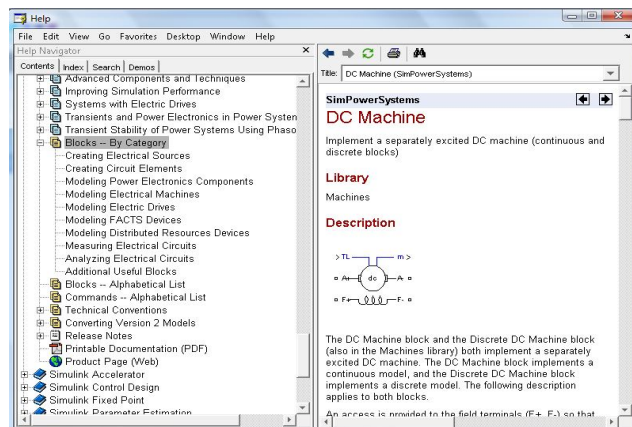 Help
File Edit View Go Favorites Desktop Window Help
Help Navigator
Contents Index Search Demos
Advanced Components and Techniques
Improving Simulation Performance
Systems with Electric Drives
Transients and Power Electronics in Power Systen
Transient Stability of Power Systems Using Phaso
Blocks -- By Category
Creating Electrical Sources
Creating Circuit Elements
Modeling Power Electronics Components
Modeling Electrical Machines
Modeling Electric Drives
Modeling FACTS Devices
Modeling Distributed Resources Devices
Measuring Electrical Circuits
Analyzing Electrical Circuits
Additional Useful Blocks
Blocks -- Alphabetical List
Commands -- Alphabetical List
Technical Conventions
Converting Version 2 Models
Release Notes
Printable Documentation (PDF)
Product Page (Web)
Simulink Accelerator
Simulink Control Design
Simulink Fixed Point
Simulink Parameter Estimation
Title: DC Machine (SimPowerSystems)
SimPowerSystems
DC Machine
Implement a separately excited DC machine (continuous and
discrete blocks)
Library
Machines
Description
TL m
A+ dc A-
F+ F-
The DC Machine block and the Discrete DC Machine block
(also in the Machines library) both implement a separately
excited DC machine. The DC Machine block implements a
continuous model, and the Discrete DC Machine block
implements a discrete model. The following description
applies to both blocks.
An access is provided to the field terminals (F+, F-) so that